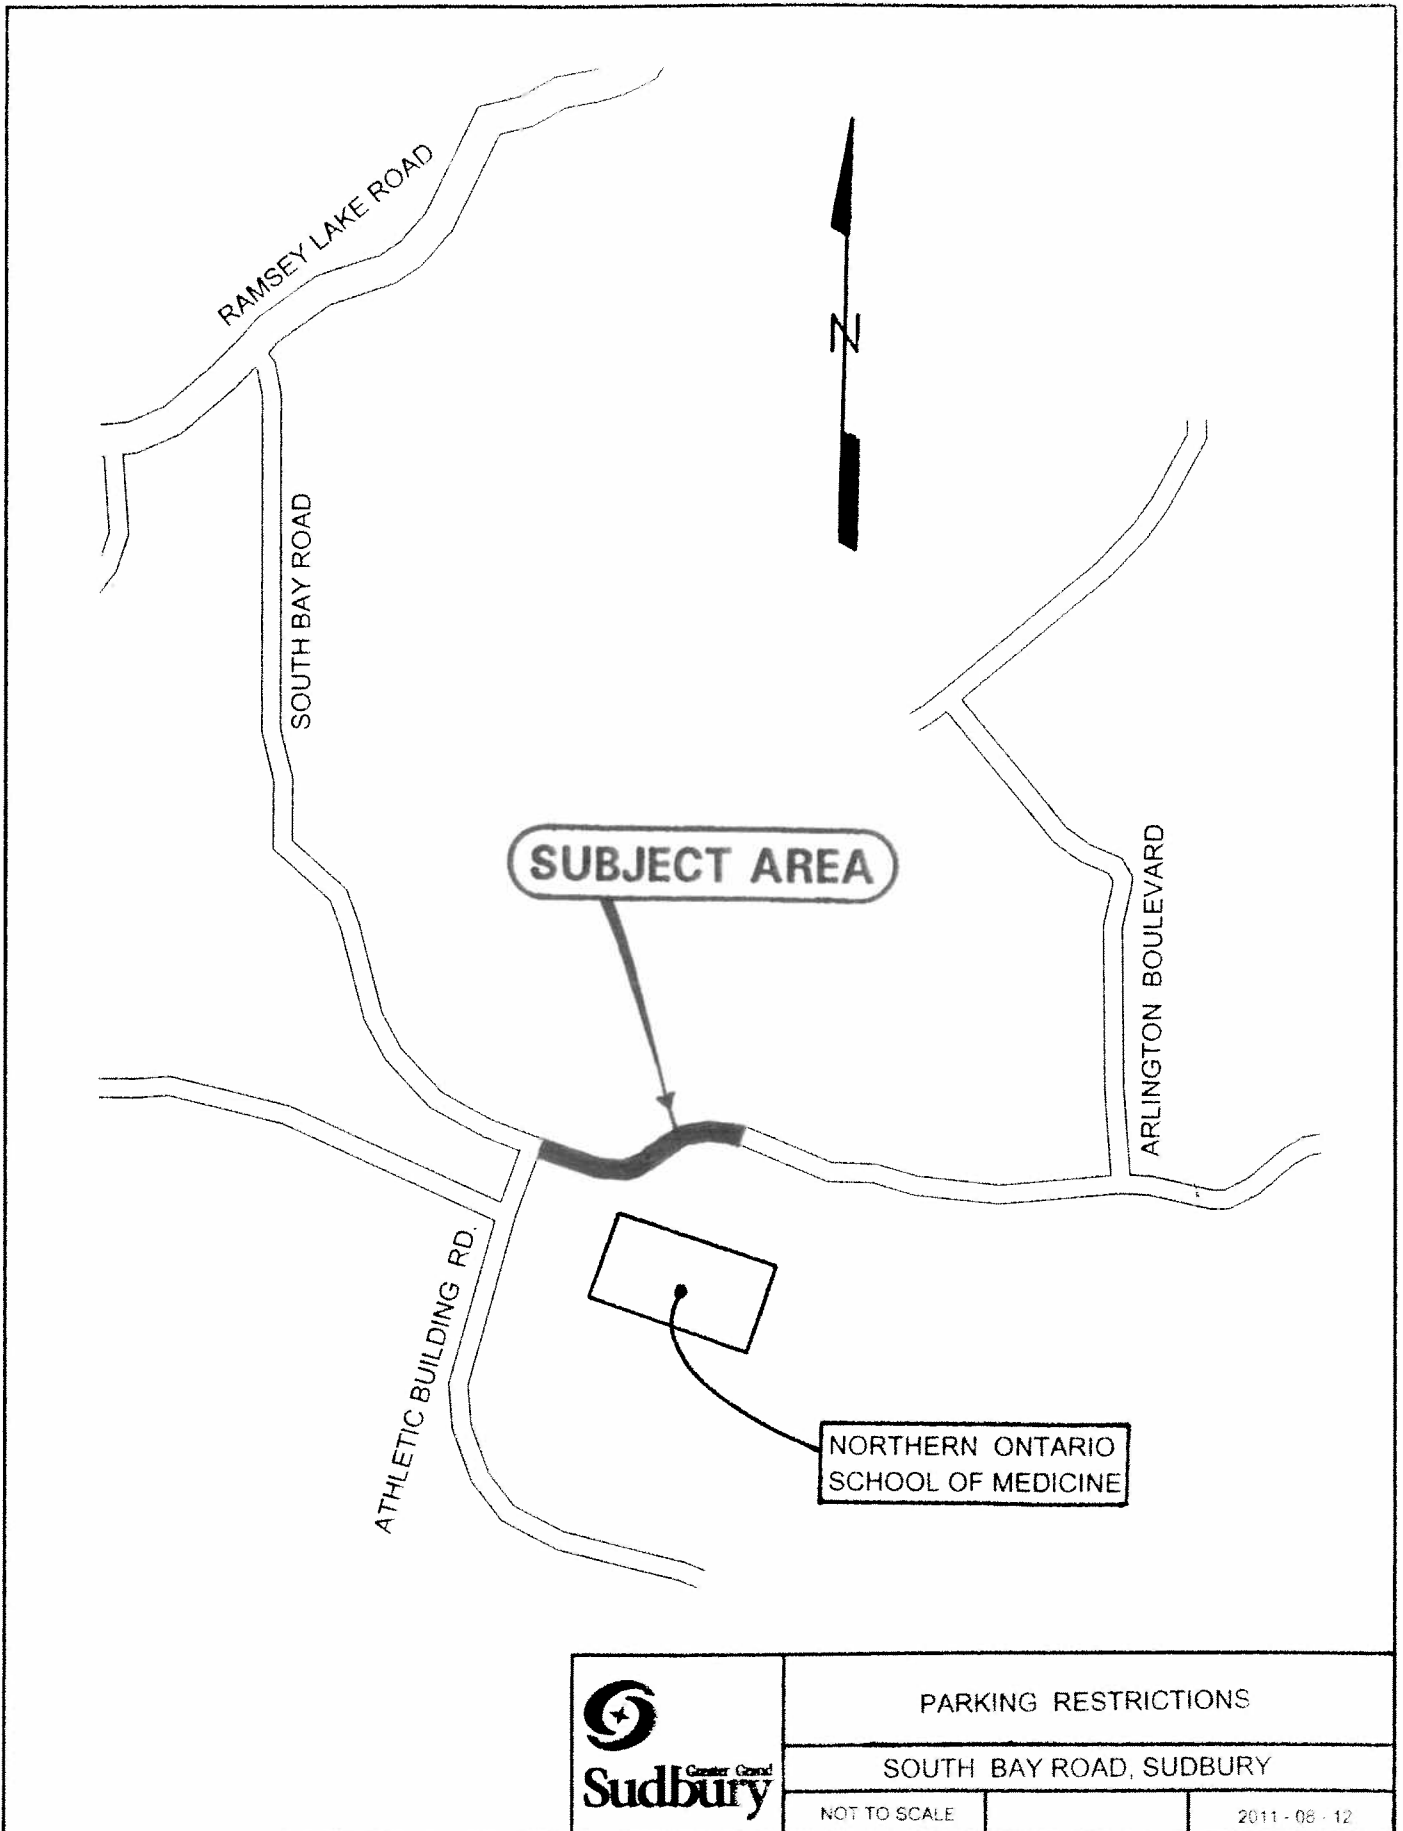 RAMSEY LAKE ROAD
N
SOUTH BAY ROAD
SUBJECT AREA
ARLINGTON BOULEVARD
ATHLETIC BUILDING RD.
NORTHERN ONTARIO
SCHOOL OF MEDICINE
PARKING RESTRICTIONS
Greater Grand
Sudbury
SOUTH BAY ROAD, SUDBURY
NOT TO SCALE
2011 - 08 - 12